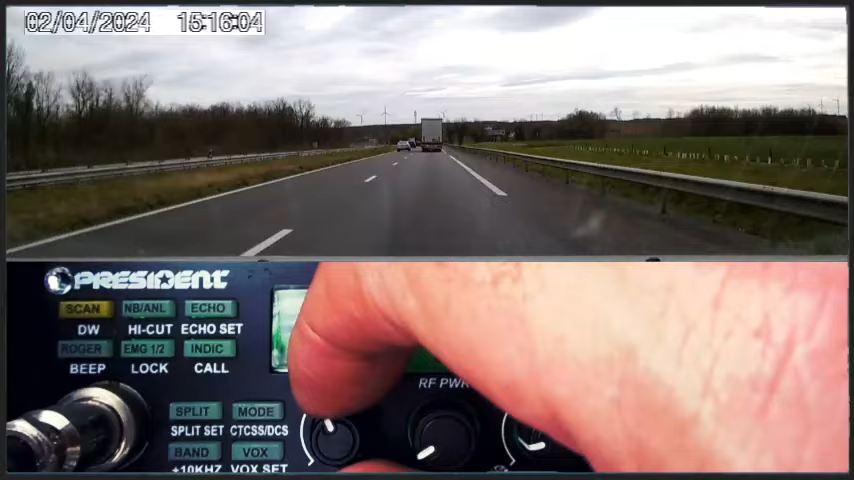 02/04/2024 15:16:04
PRESIDENT
SCAN NB/ANL ECHO
DW HI-CUT ECHO SET
ROGER EMG 1/2 INDIC
BEEP LOCK CALL
RF PWR
SPLIT MODE
SPLIT SET CTCSS/DCS
BAND VOX
+10KHZ VOX SET